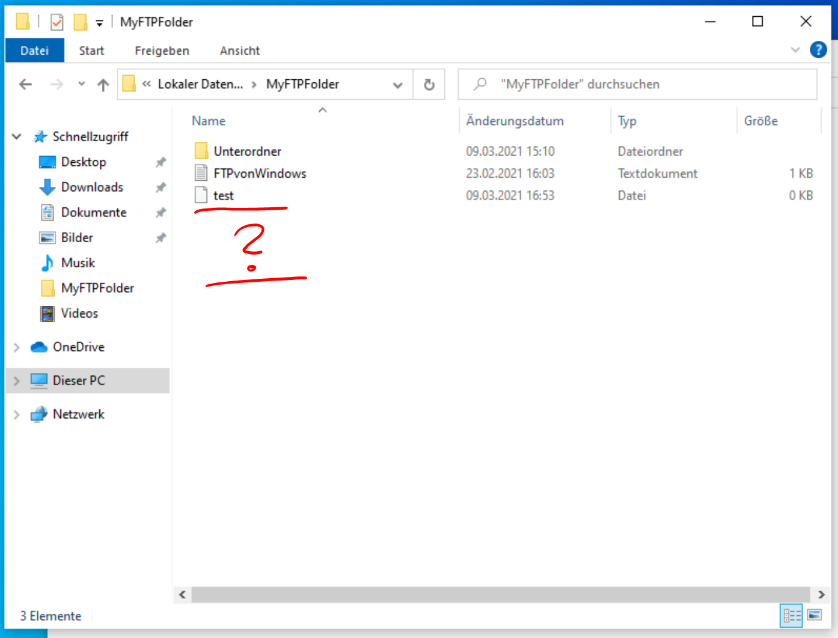 MyFTPFolder
Datei Start Freigeben Ansicht
« Lokaler Daten... › MyFTPFolder "MyFTPFolder" durchsuchen
Name Änderungsdatum Typ Größe
Schnellzugriff
Desktop
Downloads
Dokumente
Bilder
Musik
MyFTPFolder
Videos
OneDrive
Dieser PC
Netzwerk
Unterordner 09.03.2021 15:10 Dateiordner
FTPvonWindows 23.02.2021 16:03 Textdokument 1 KB
test 09.03.2021 16:53 Datei 0 KB
?
3 Elemente